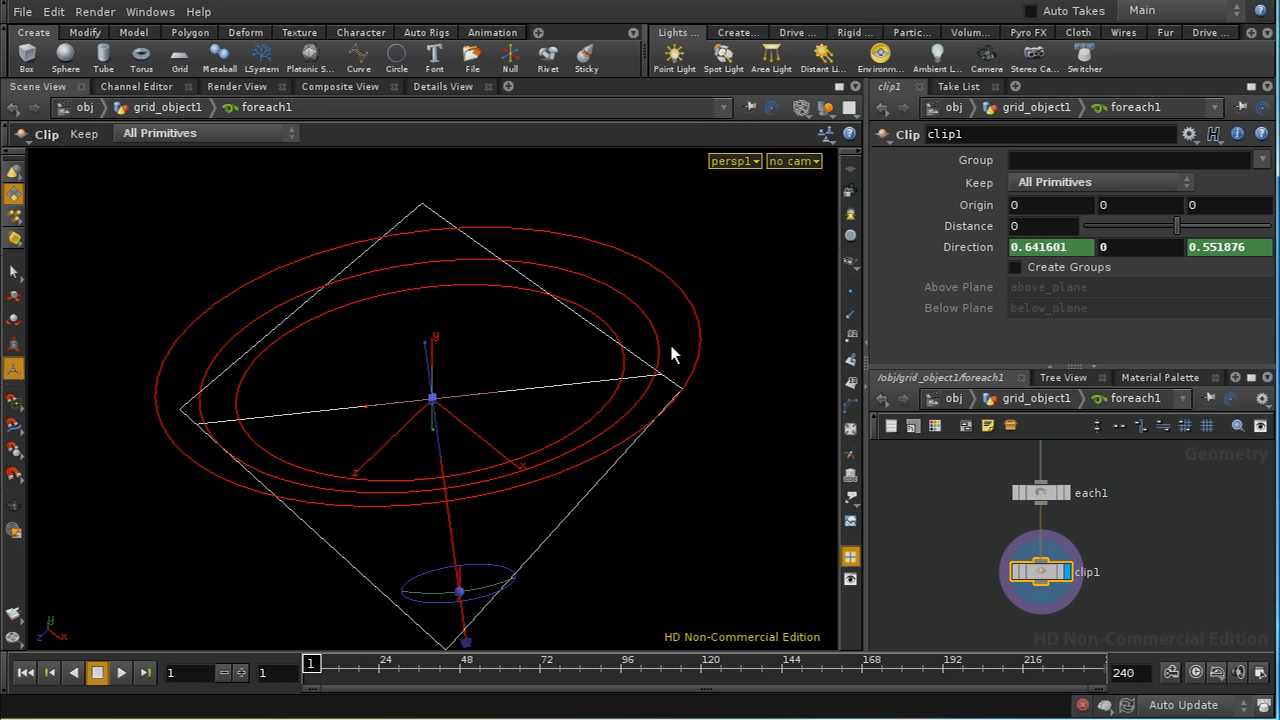 File Edit Render Windows Help
Auto Takes Main
Create Modify Model Polygon Deform Texture Character Auto Rigs Animation
Lights ... Create... Drive ... Rigid ... Partic... Volum... Pyro FX Cloth Wires Fur Drive ...
Box Sphere Tube Torus Grid Metaball LSystem Platonic S... Curve Circle Font File Null Rivet Sticky
Point Light Spot Light Area Light Distant Li... Environm... Ambient L... Camera Stereo Ca... Switcher
Scene View Channel Editor Render View Composite View Details View
clip1 Take List
obj grid_object1 foreach1
obj grid_object1 foreach1
Clip Keep All Primitives
Clip clip1
persp1 no cam
Group
Keep All Primitives
Origin 0 0 0
Distance 0
Direction 0.641601 0 0.551876
Create Groups
Above Plane above_plane
Below Plane below_plane
y
z
x
/obj/grid_object1/foreach1 Tree View Material Palette
obj grid_object1 foreach1
Geometry
each1
clip1
HD Non-Commercial Edition
y
z x
HD Non-Commercial Edition
1 1 1 24 48 72 96 120 144 168 192 216 240
Auto Update